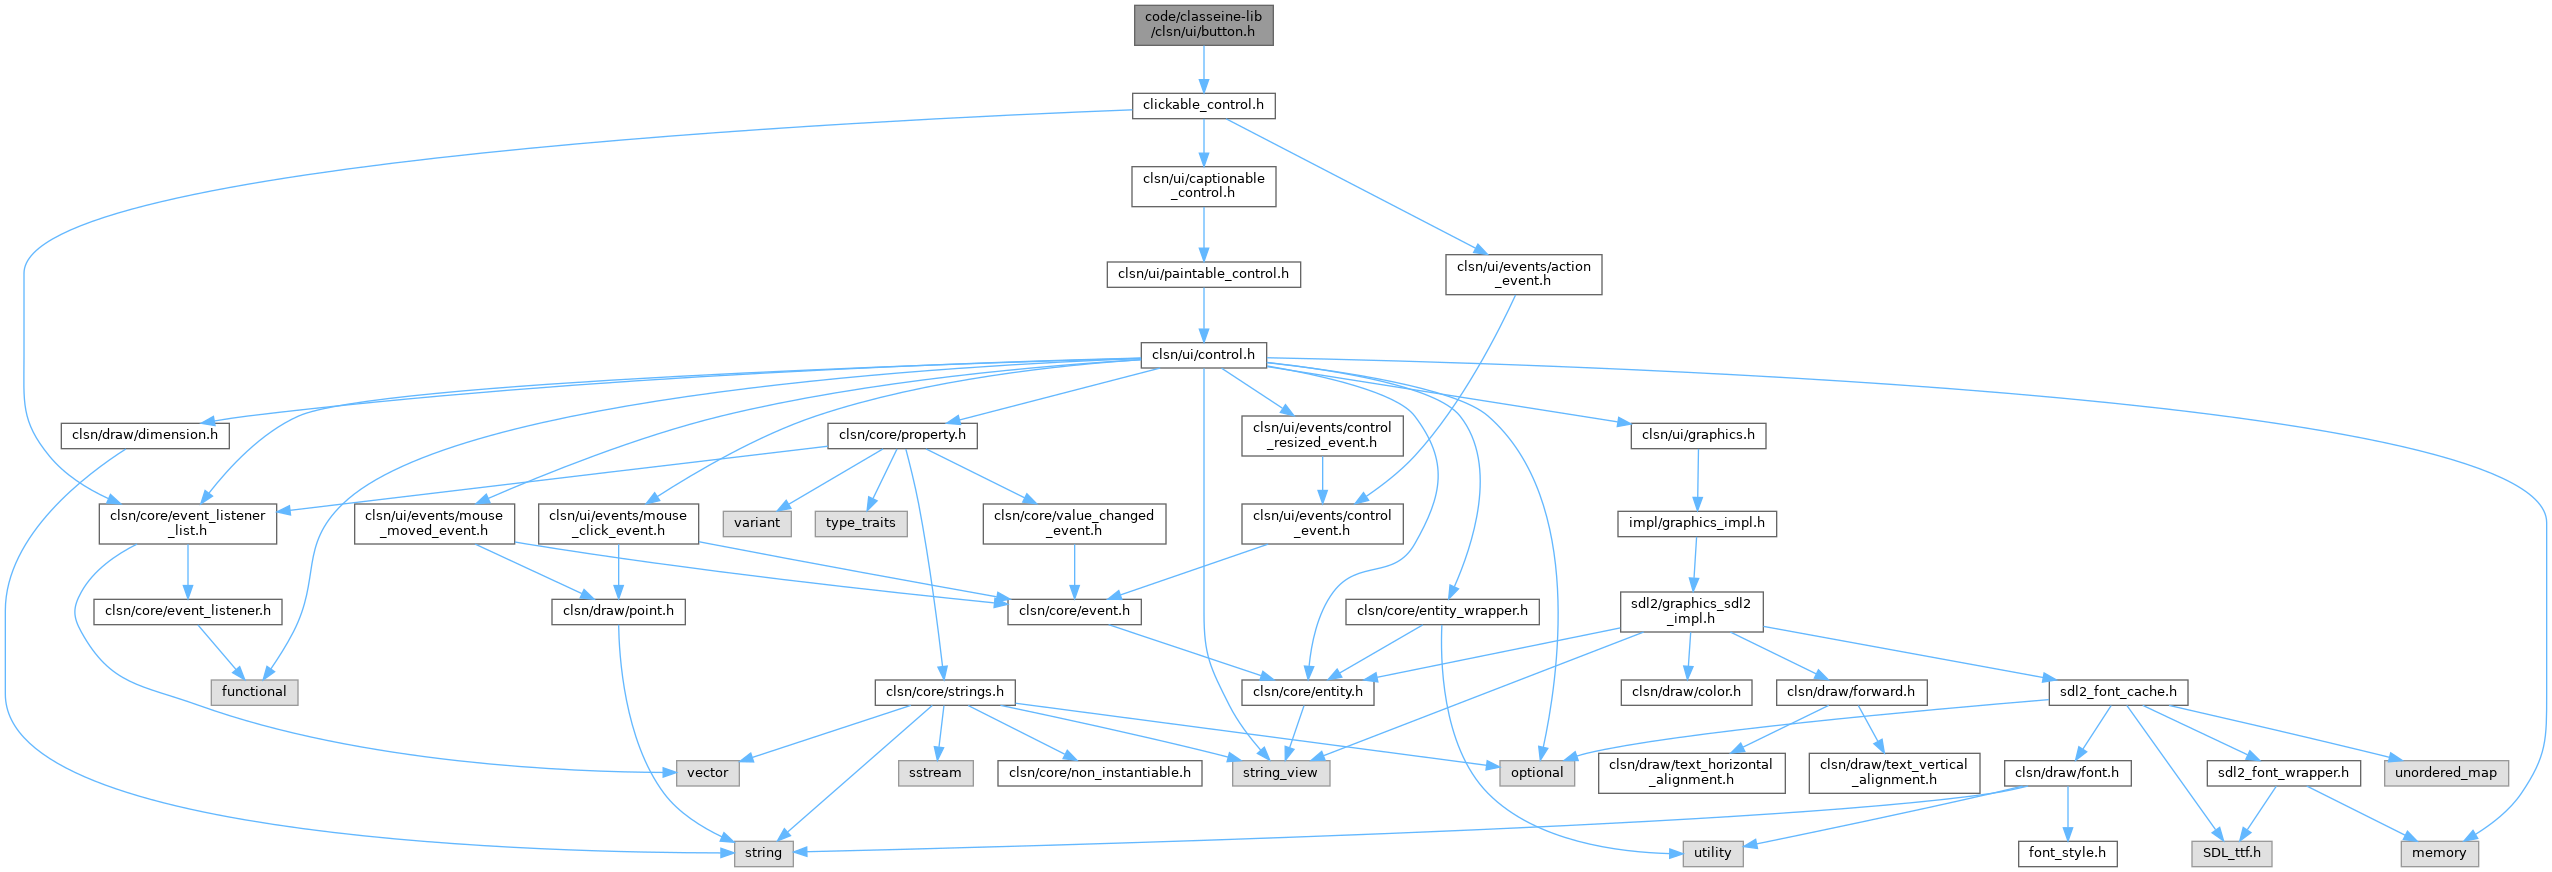 code/classeine-lib
/clsn/ui/button.h
clickable_control.h
clsn/ui/captionable
_control.h
clsn/ui/events/action
_event.h
clsn/ui/paintable_control.h
clsn/ui/control.h
clsn/draw/dimension.h
clsn/core/property.h
clsn/ui/events/control
_resized_event.h
clsn/ui/graphics.h
clsn/core/event_listener
_list.h
clsn/ui/events/mouse
_moved_event.h
clsn/ui/events/mouse
_click_event.h
variant
type_traits
clsn/core/value_changed
_event.h
clsn/ui/events/control
_event.h
impl/graphics_impl.h
clsn/core/event_listener.h
clsn/draw/point.h
clsn/core/event.h
clsn/core/entity_wrapper.h
sdl2/graphics_sdl2
_impl.h
functional
clsn/core/strings.h
clsn/core/entity.h
clsn/draw/color.h
clsn/draw/forward.h
sdl2_font_cache.h
vector
sstream
clsn/core/non_instantiable.h
string_view
optional
clsn/draw/text_horizontal
_alignment.h
clsn/draw/text_vertical
_alignment.h
clsn/draw/font.h
sdl2_font_wrapper.h
unordered_map
string
utility
font_style.h
SDL_ttf.h
memory